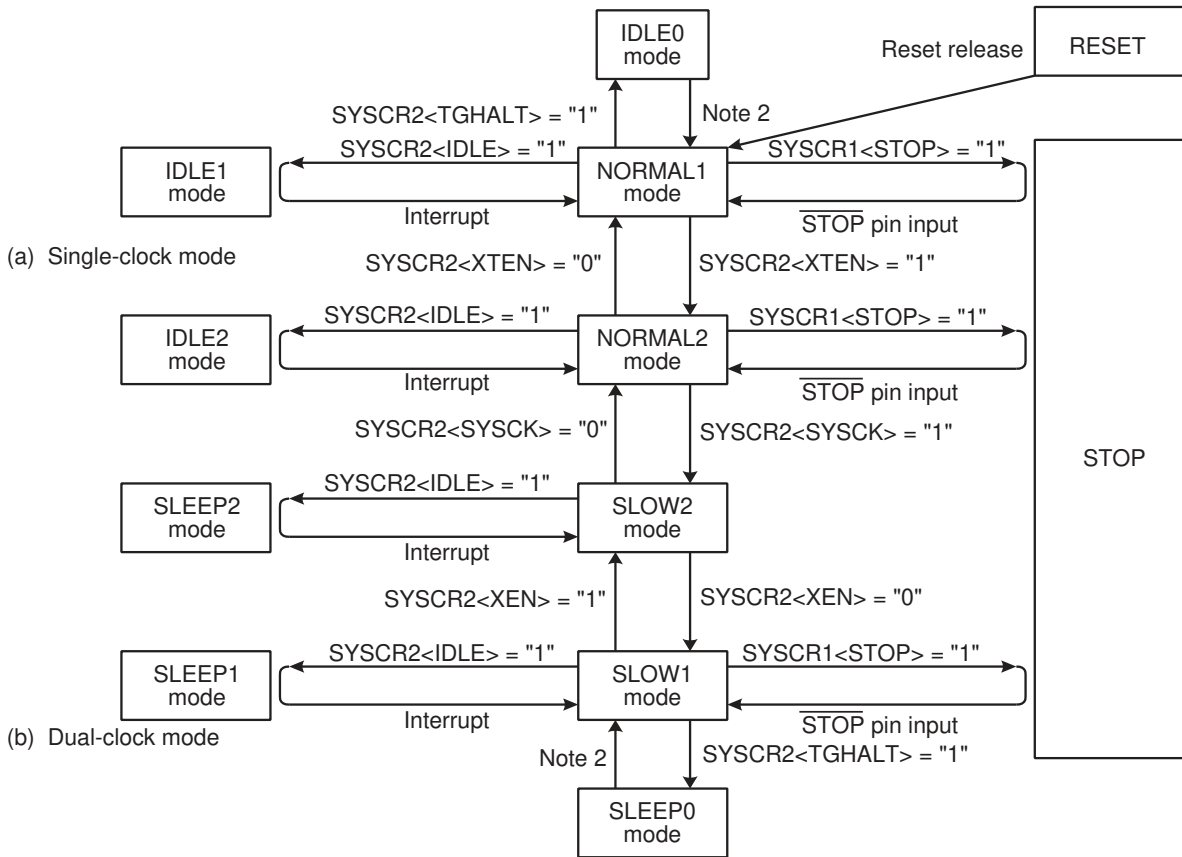 IDLE0
mode
Reset release
RESET
SYSCR2<TGHALT> = "1"
Note 2
IDLE1
mode
SYSCR2<IDLE> = "1"
Interrupt
NORMAL1
mode
SYSCR1<STOP> = "1"
STOP pin input
(a) Single-clock mode
SYSCR2<XTEN> = "0"
SYSCR2<XTEN> = "1"
IDLE2
mode
SYSCR2<IDLE> = "1"
Interrupt
NORMAL2
mode
SYSCR1<STOP> = "1"
STOP pin input
SYSCR2<SYSCK> = "0"
SYSCR2<SYSCK> = "1"
STOP
SLEEP2
mode
SYSCR2<IDLE> = "1"
Interrupt
SLOW2
mode
SYSCR2<XEN> = "1"
SYSCR2<XEN> = "0"
SLEEP1
mode
SYSCR2<IDLE> = "1"
Interrupt
SLOW1
mode
SYSCR1<STOP> = "1"
STOP pin input
(b) Dual-clock mode
Note 2
SYSCR2<TGHALT> = "1"
SLEEP0
mode